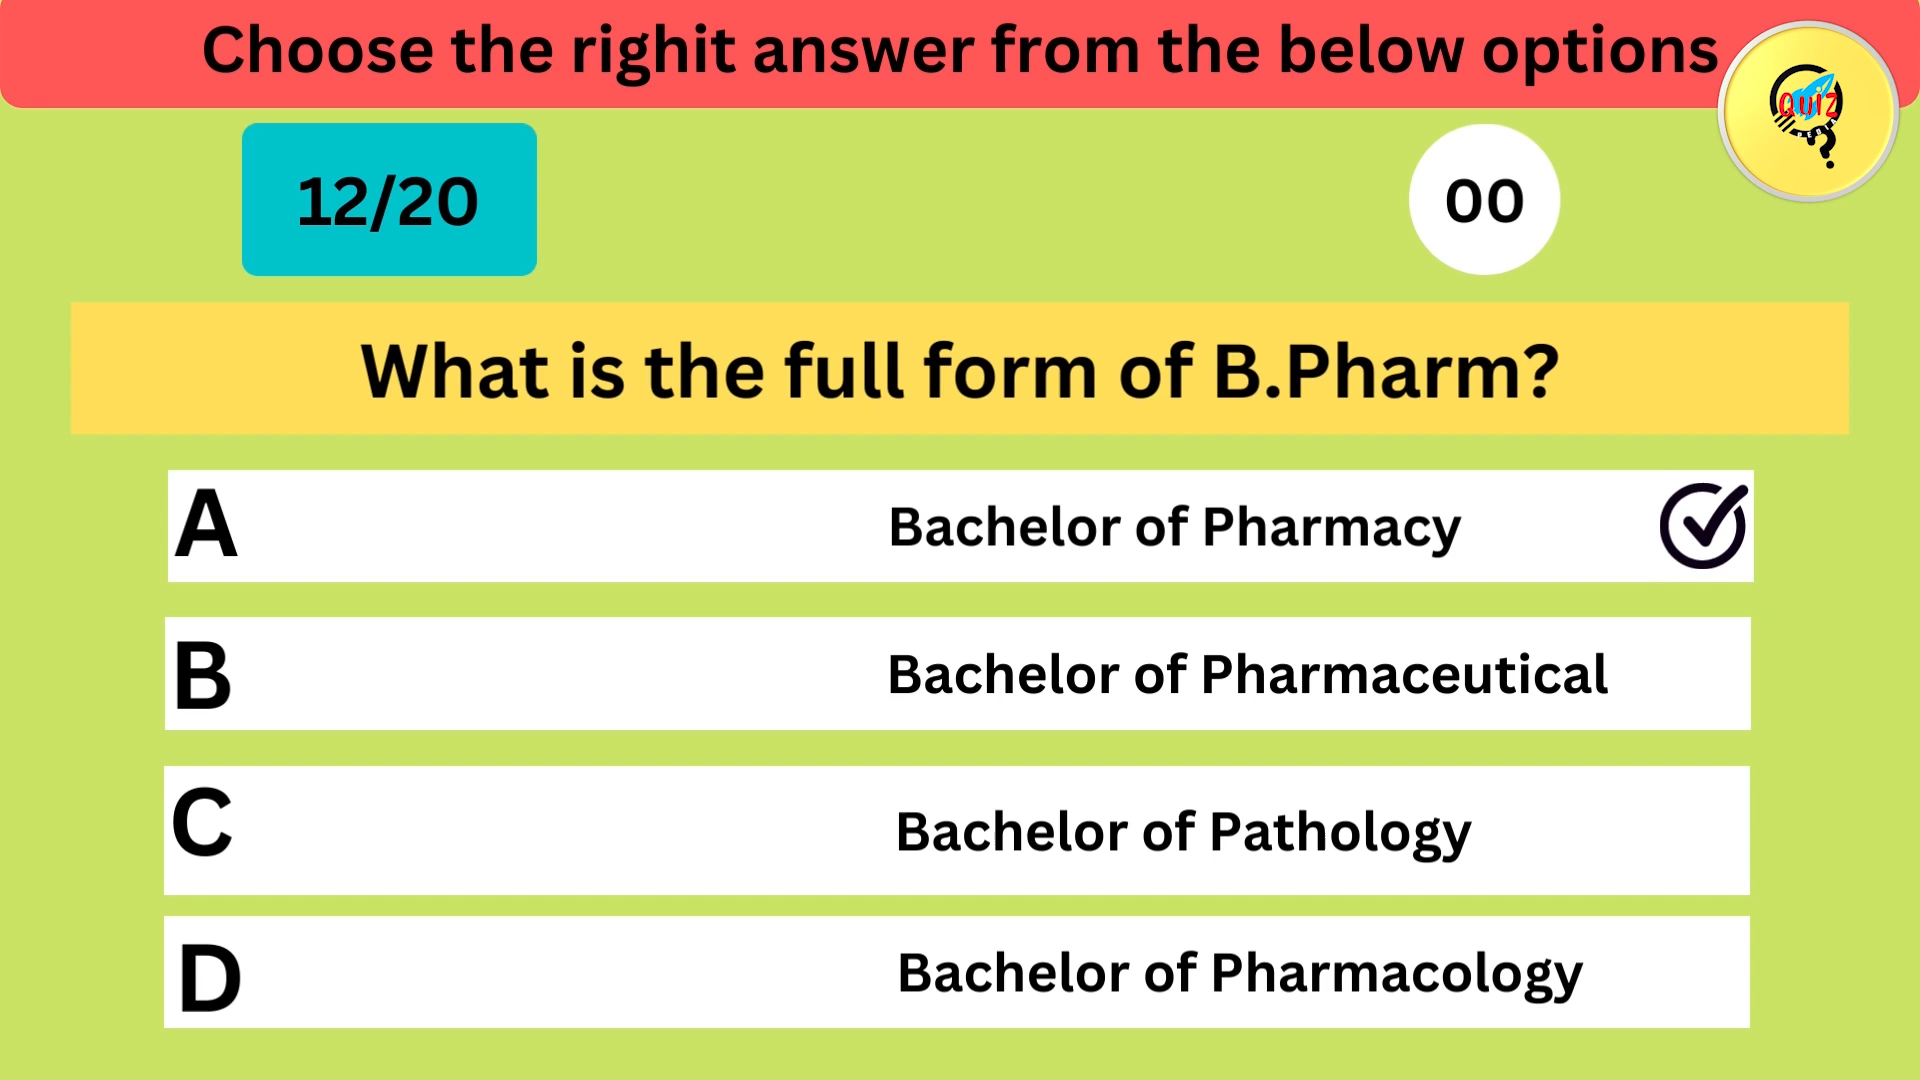 Choose the righit answer from the below options
QUIZ
12/20
00
What is the full form of B.Pharm?
A Bachelor of Pharmacy
B Bachelor of Pharmaceutical
C Bachelor of Pathology
D Bachelor of Pharmacology